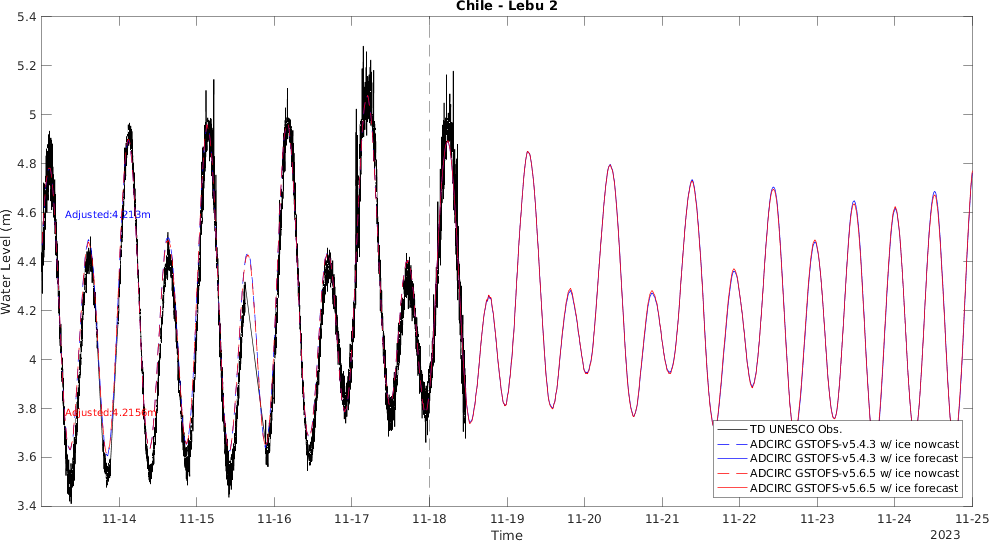 Chile - Lebu 2
5.4
5.2
5
4.8
4.6
4.4
4.2
4
3.8
3.6
3.4
Water Level (m)
Adjusted:4.213m
Adjusted:4.2156m
TD UNESCO Obs.
ADCIRC GSTOFS-v5.4.3 w/ ice nowcast
ADCIRC GSTOFS-v5.4.3 w/ ice forecast
ADCIRC GSTOFS-v5.6.5 w/ ice nowcast
ADCIRC GSTOFS-v5.6.5 w/ ice forecast
11-14 11-15 11-16 11-17 11-18 11-19 11-20 11-21 11-22 11-23 11-24 11-25
Time
2023